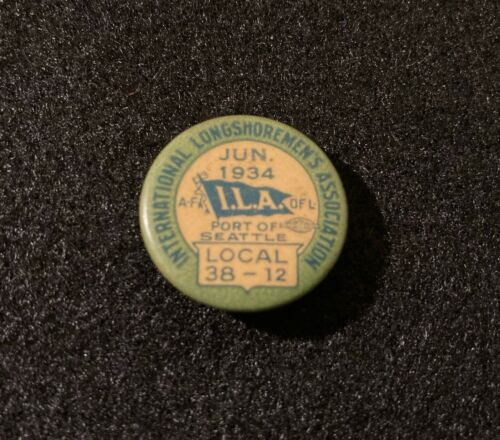 INTERNATIONAL LONGSHOREMEN'S ASSOCIATION
JUN.
1934
A.F. I.L.A. OF L.
PORT OF
SEATTLE
LOCAL
38-12